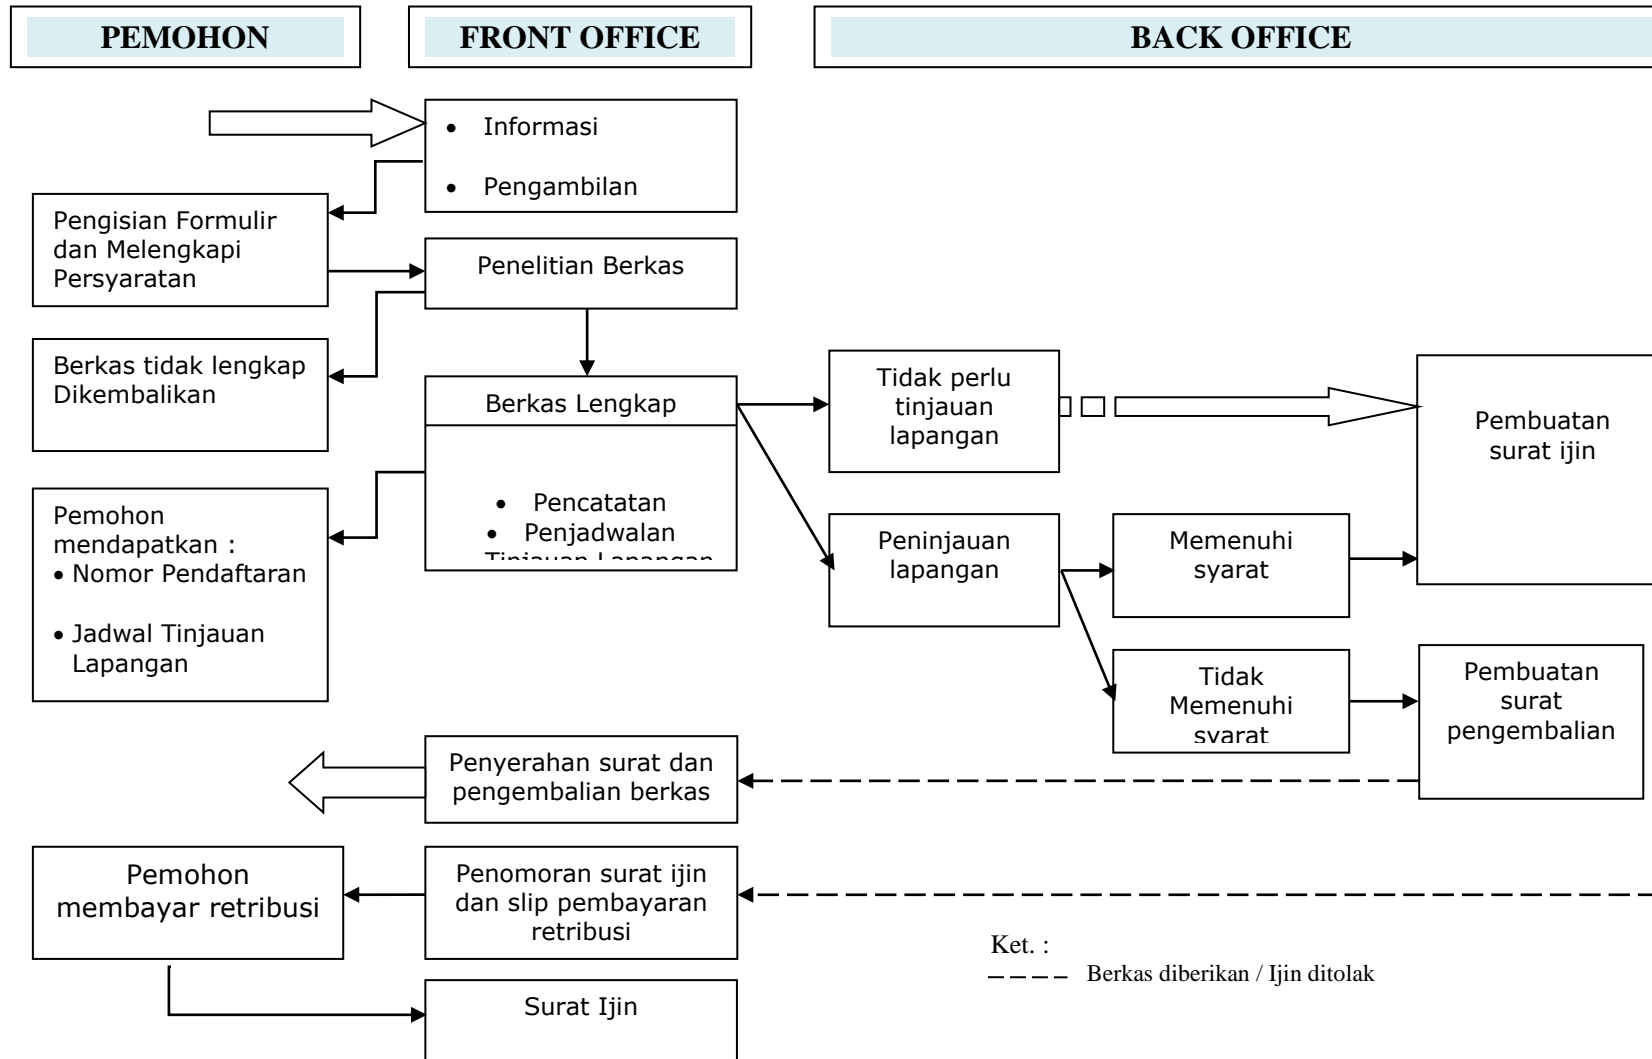 PEMOHON
FRONT OFFICE
BACK OFFICE
• Informasi
• Pengambilan
Pengisian Formulir
dan Melengkapi
Persyaratan
Penelitian Berkas
Berkas tidak lengkap
Dikembalikan
Berkas Lengkap
• Pencatatan
• Penjadwalan
Tinjauan Lapangan
Pemohon
mendapatkan :
• Nomor Pendaftaran
• Jadwal Tinjauan
Lapangan
Tidak perlu
tinjauan
lapangan
Peninjauan
lapangan
Memenuhi
syarat
Tidak
Memenuhi
syarat
Pembuatan
surat ijin
Pembuatan
surat
pengembalian
Penyerahan surat dan
pengembalian berkas
Pemohon
membayar retribusi
Penomoran surat ijin
dan slip pembayaran
retribusi
Surat Ijin
Ket. :
Berkas diberikan / Ijin ditolak